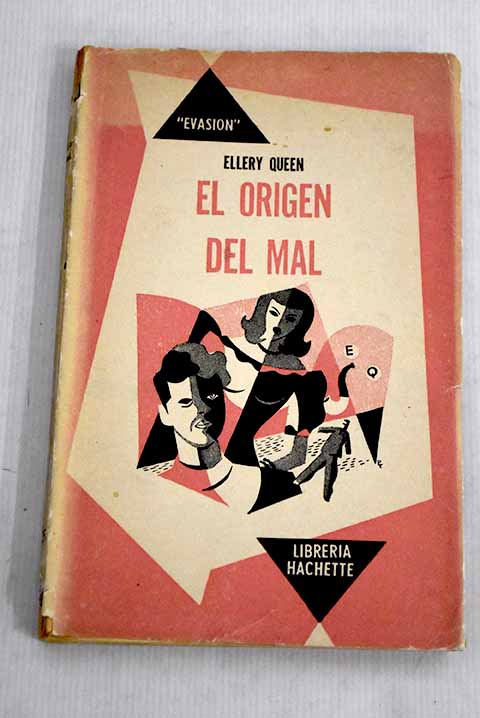 "EVASION"
ELLERY QUEEN
EL ORIGEN
DEL MAL
E
Q
LIBRERIA
HACHETTE